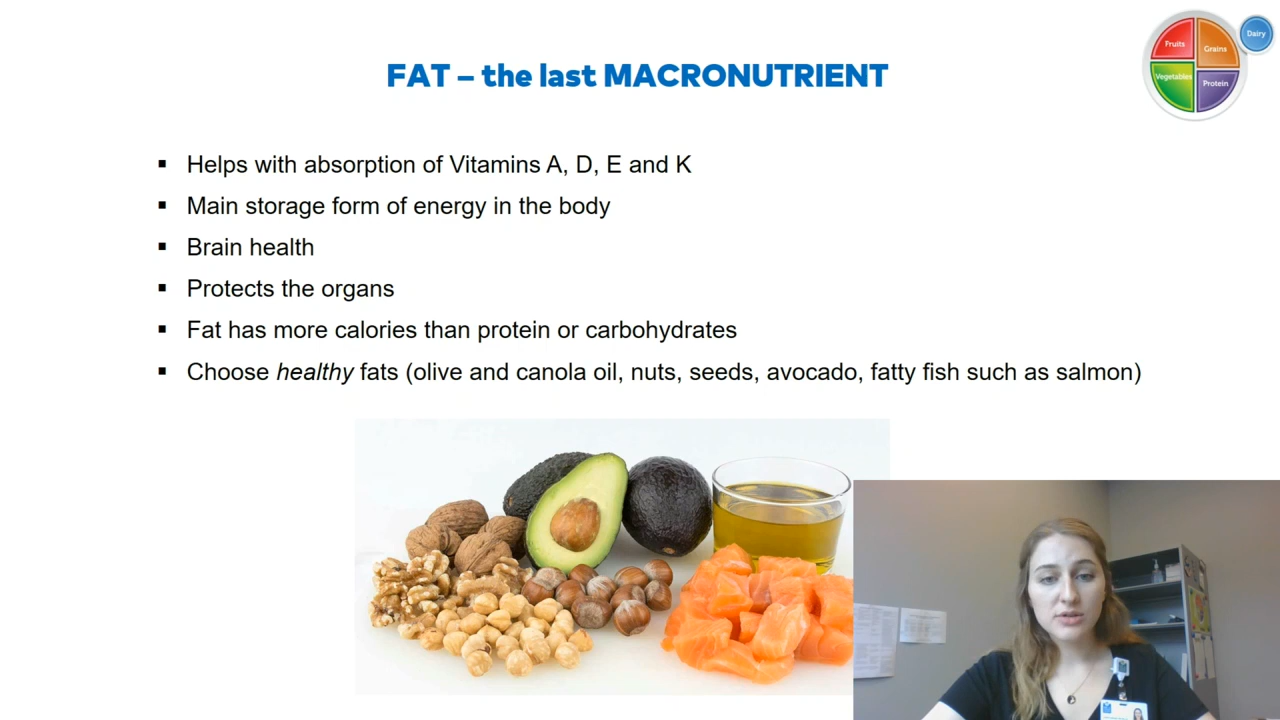 FAT – the last MACRONUTRIENT
Fruits
Grains
Dairy
Vegetables
Protein
▪ Helps with absorption of Vitamins A, D, E and K
▪ Main storage form of energy in the body
▪ Brain health
▪ Protects the organs
▪ Fat has more calories than protein or carbohydrates
▪ Choose healthy fats (olive and canola oil, nuts, seeds, avocado, fatty fish such as salmon)